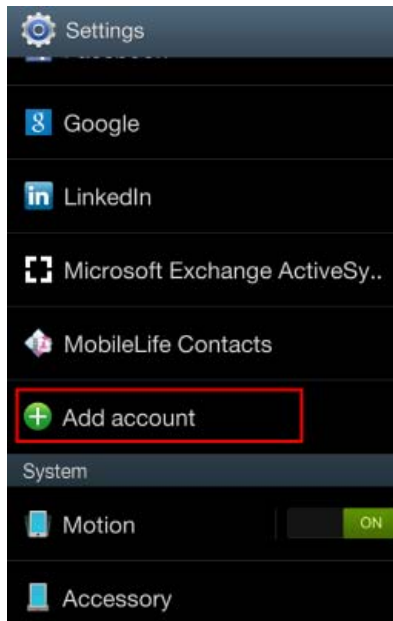 Settings
Google
LinkedIn
Microsoft Exchange ActiveSy..
MobileLife Contacts
Add account
System
Motion
ON
Accessory